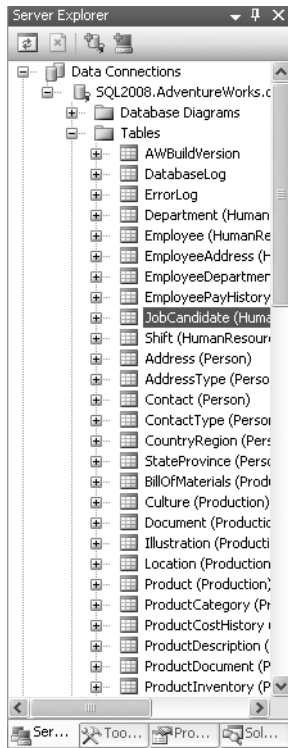 Server Explorer
Data Connections
SQL2008.AdventureWorks.c
Database Diagrams
Tables
AWBuildVersion
DatabaseLog
ErrorLog
Department (Human
Employee (HumanRe
EmployeeAddress (H
EmployeeDepartmer
EmployeePayHistory
JobCandidate (Huma
Shift (HumanResour
Address (Person)
AddressType (Perso
Contact (Person)
ContactType (Person
CountryRegion (Pers
StateProvince (Perso
BillOfMaterials (Produ
Culture (Production)
Document (Productic
Illustration (Producti
Location (Production
Product (Production)
ProductCategory (Pr
ProductCostHistory (
ProductDescription (
ProductDocument (P
ProductInventory (P
Ser... Too... Pro... Sol...